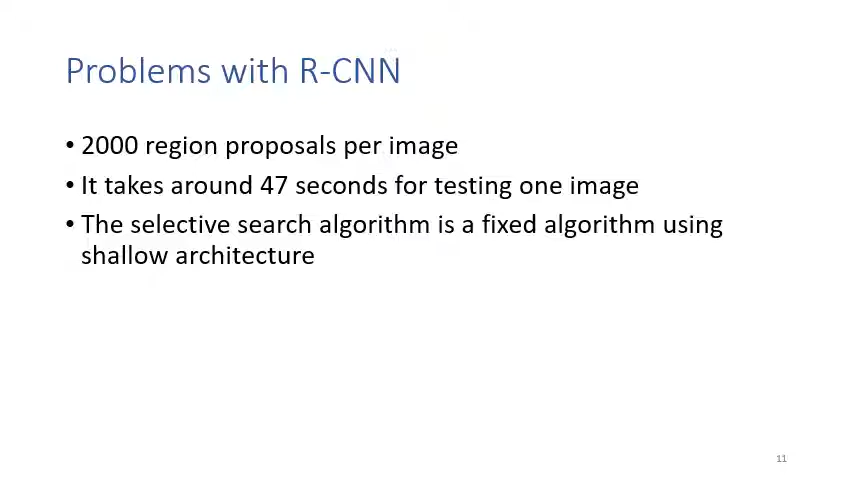 Problems with R-CNN
• 2000 region proposals per image
• It takes around 47 seconds for testing one image
• The selective search algorithm is a fixed algorithm using
shallow architecture
11